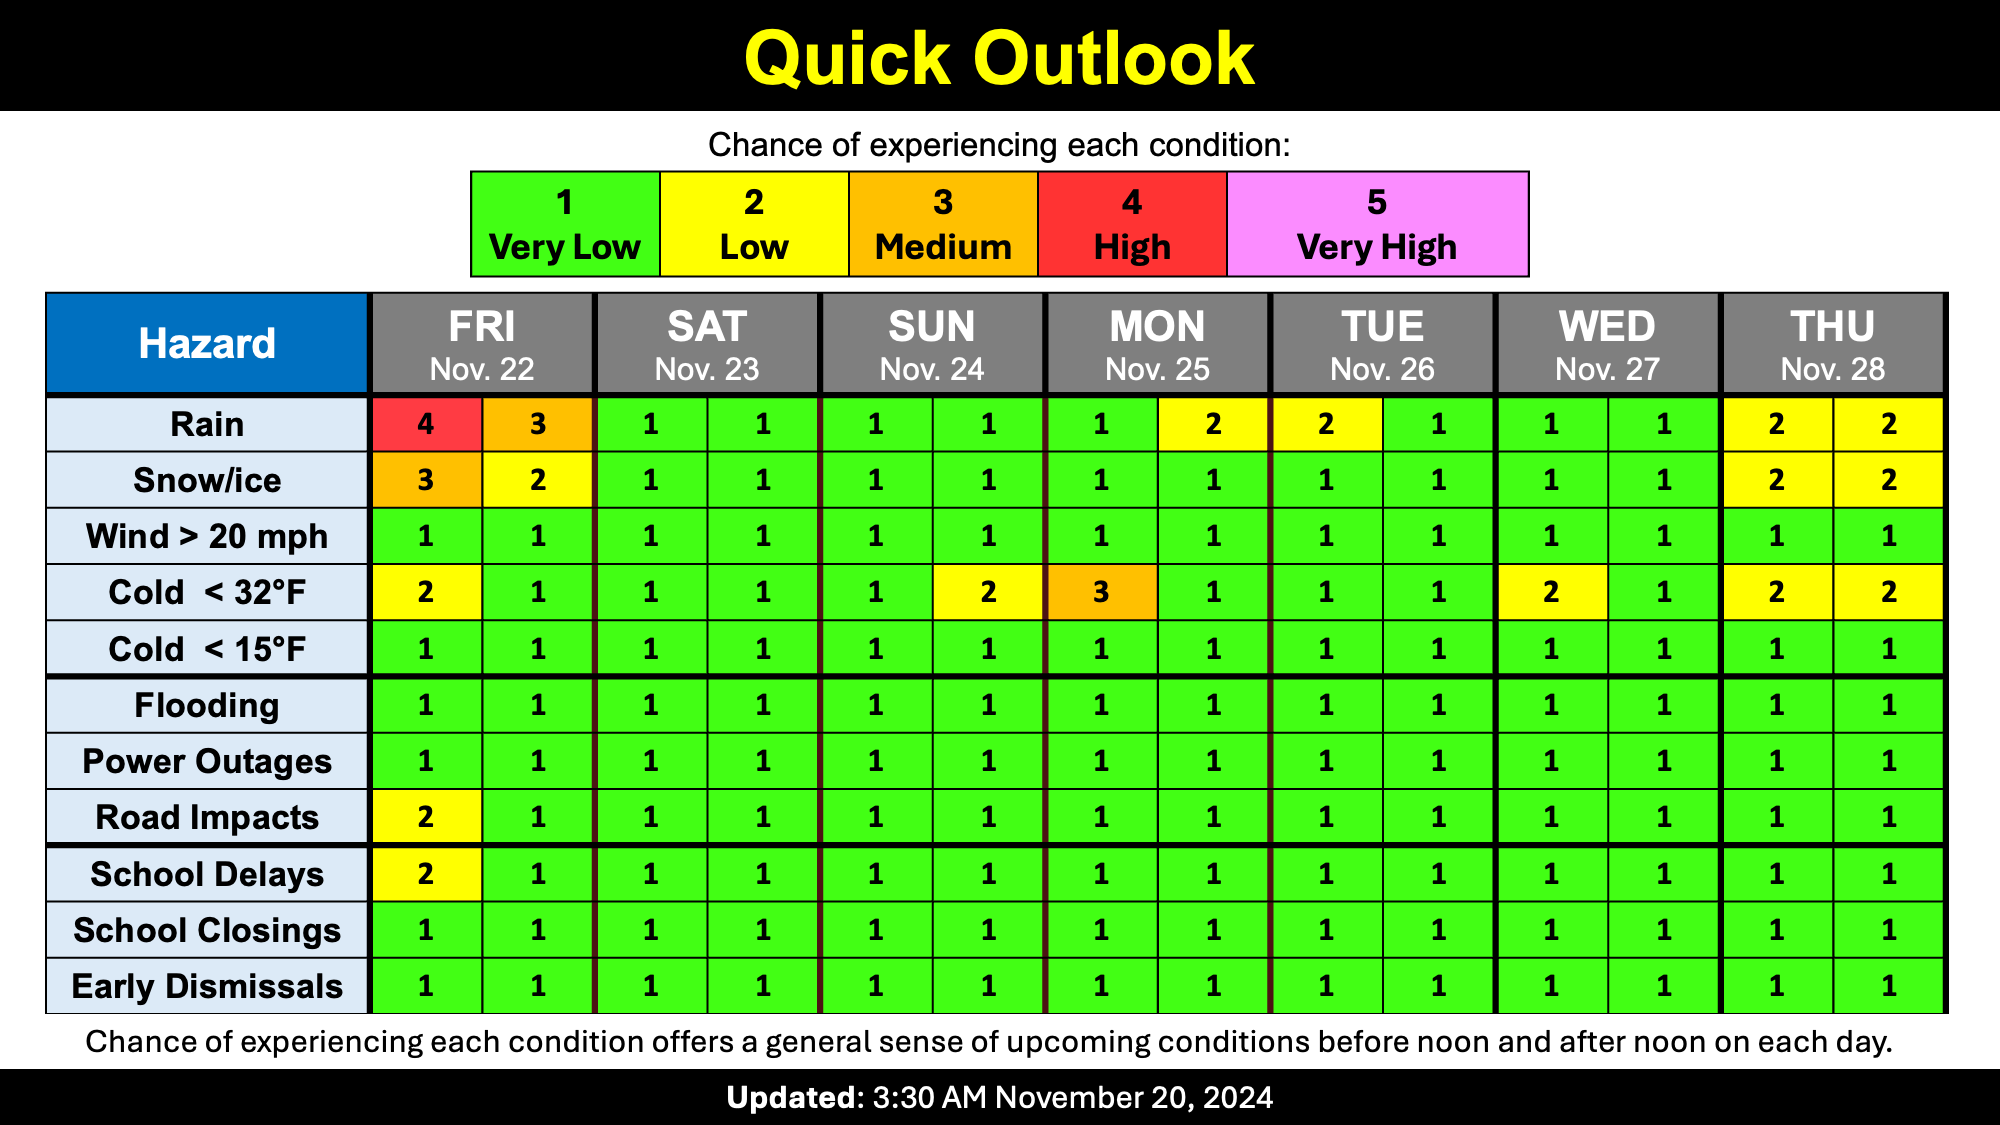 Quick Outlook
Chance of experiencing each condition:
1 2 3 4 5
Very Low Low Medium High Very High
Hazard FRI SAT SUN MON TUE WED THU
Nov. 22 Nov. 23 Nov. 24 Nov. 25 Nov. 26 Nov. 27 Nov. 28
Rain 4 3 1 1 1 1 1 2 2 1 1 1 2 2
Snow/ice 3 2 1 1 1 1 1 1 1 1 1 1 2 2
Wind > 20 mph 1 1 1 1 1 1 1 1 1 1 1 1 1 1
Cold < 32°F 2 1 1 1 1 2 3 1 1 1 2 1 2 2
Cold < 15°F 1 1 1 1 1 1 1 1 1 1 1 1 1 1
Flooding 1 1 1 1 1 1 1 1 1 1 1 1 1 1
Power Outages 1 1 1 1 1 1 1 1 1 1 1 1 1 1
Road Impacts 2 1 1 1 1 1 1 1 1 1 1 1 1 1
School Delays 2 1 1 1 1 1 1 1 1 1 1 1 1 1
School Closings 1 1 1 1 1 1 1 1 1 1 1 1 1 1
Early Dismissals 1 1 1 1 1 1 1 1 1 1 1 1 1 1
Chance of experiencing each condition offers a general sense of upcoming conditions before noon and after noon on each day.
Updated: 3:30 AM November 20, 2024